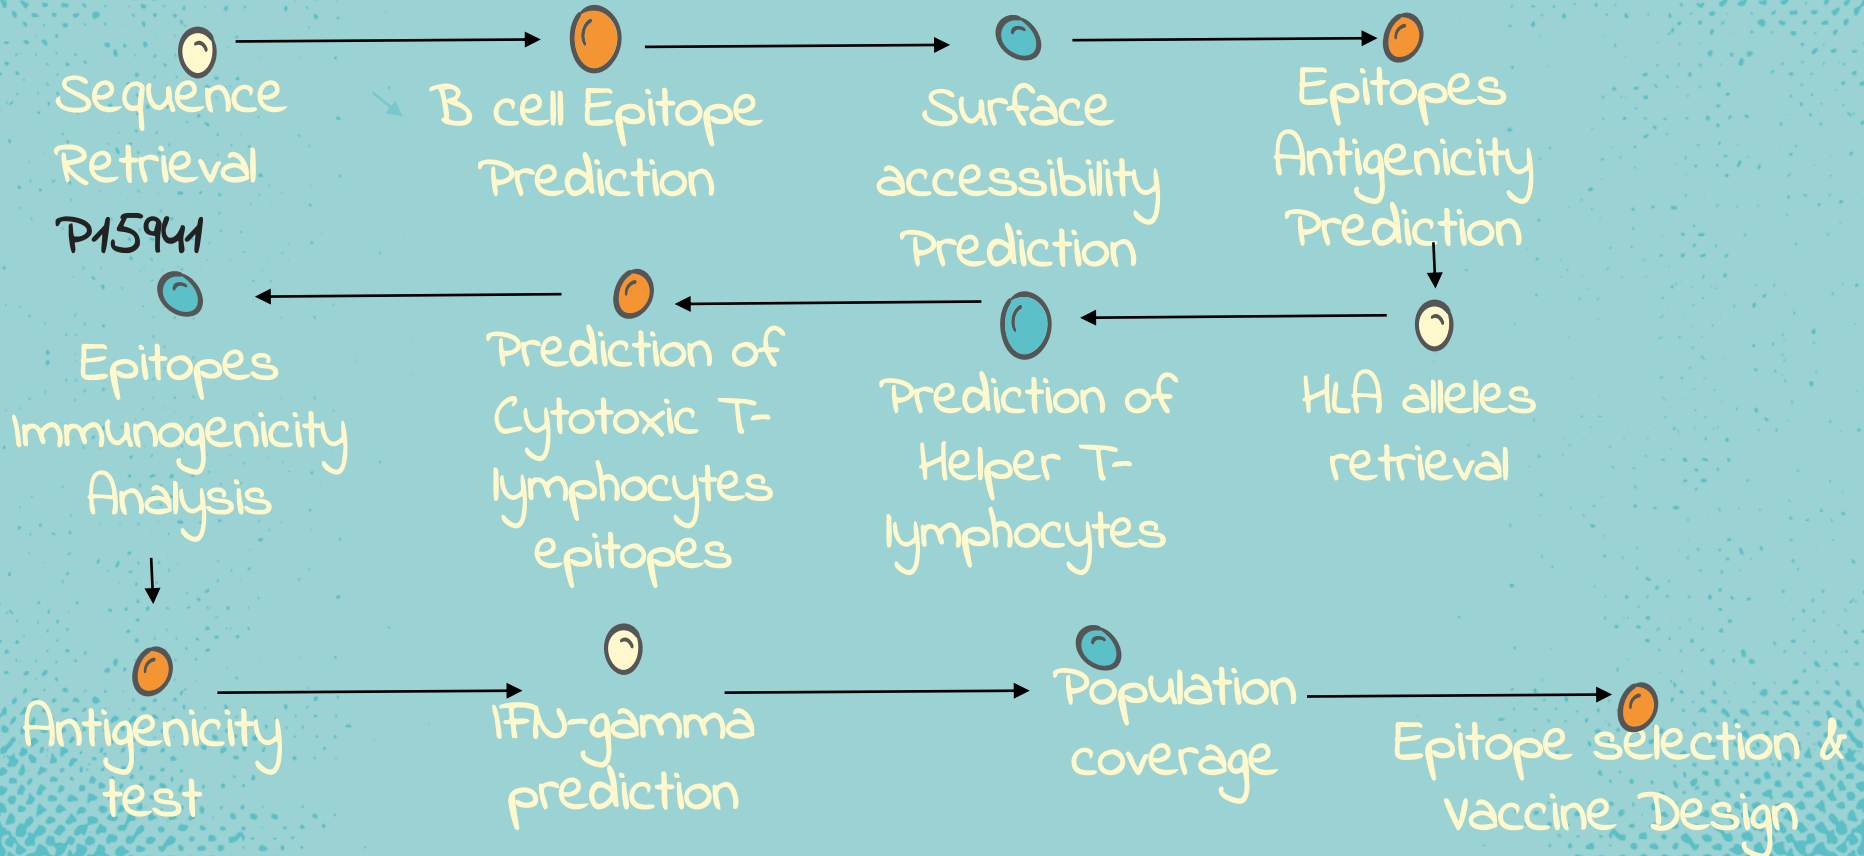 Sequence
Retrieval
P15941
B cell Epitope
Prediction
Surface
accessibility
Prediction
Epitopes
Antigenicity
Prediction
HLA alleles
retrieval
Prediction of
Helper T-
lymphocytes
Prediction of
Cytotoxic T-
lymphocytes
epitopes
Epitopes
Immunogenicity
Analysis
Antigenicity
test
IFN-gamma
prediction
Population
coverage
Epitope selection &
Vaccine Design